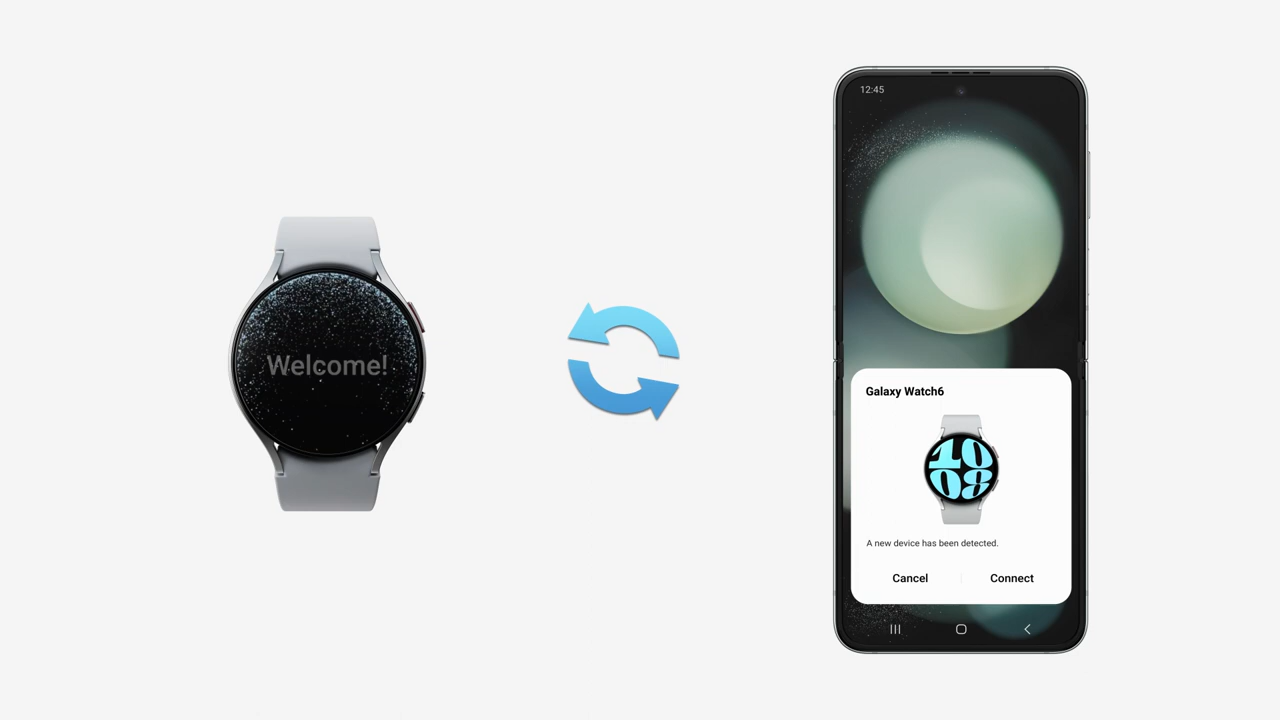 Welcome!
12:45
Galaxy Watch6
10
08
A new device has been detected.
Cancel
Connect